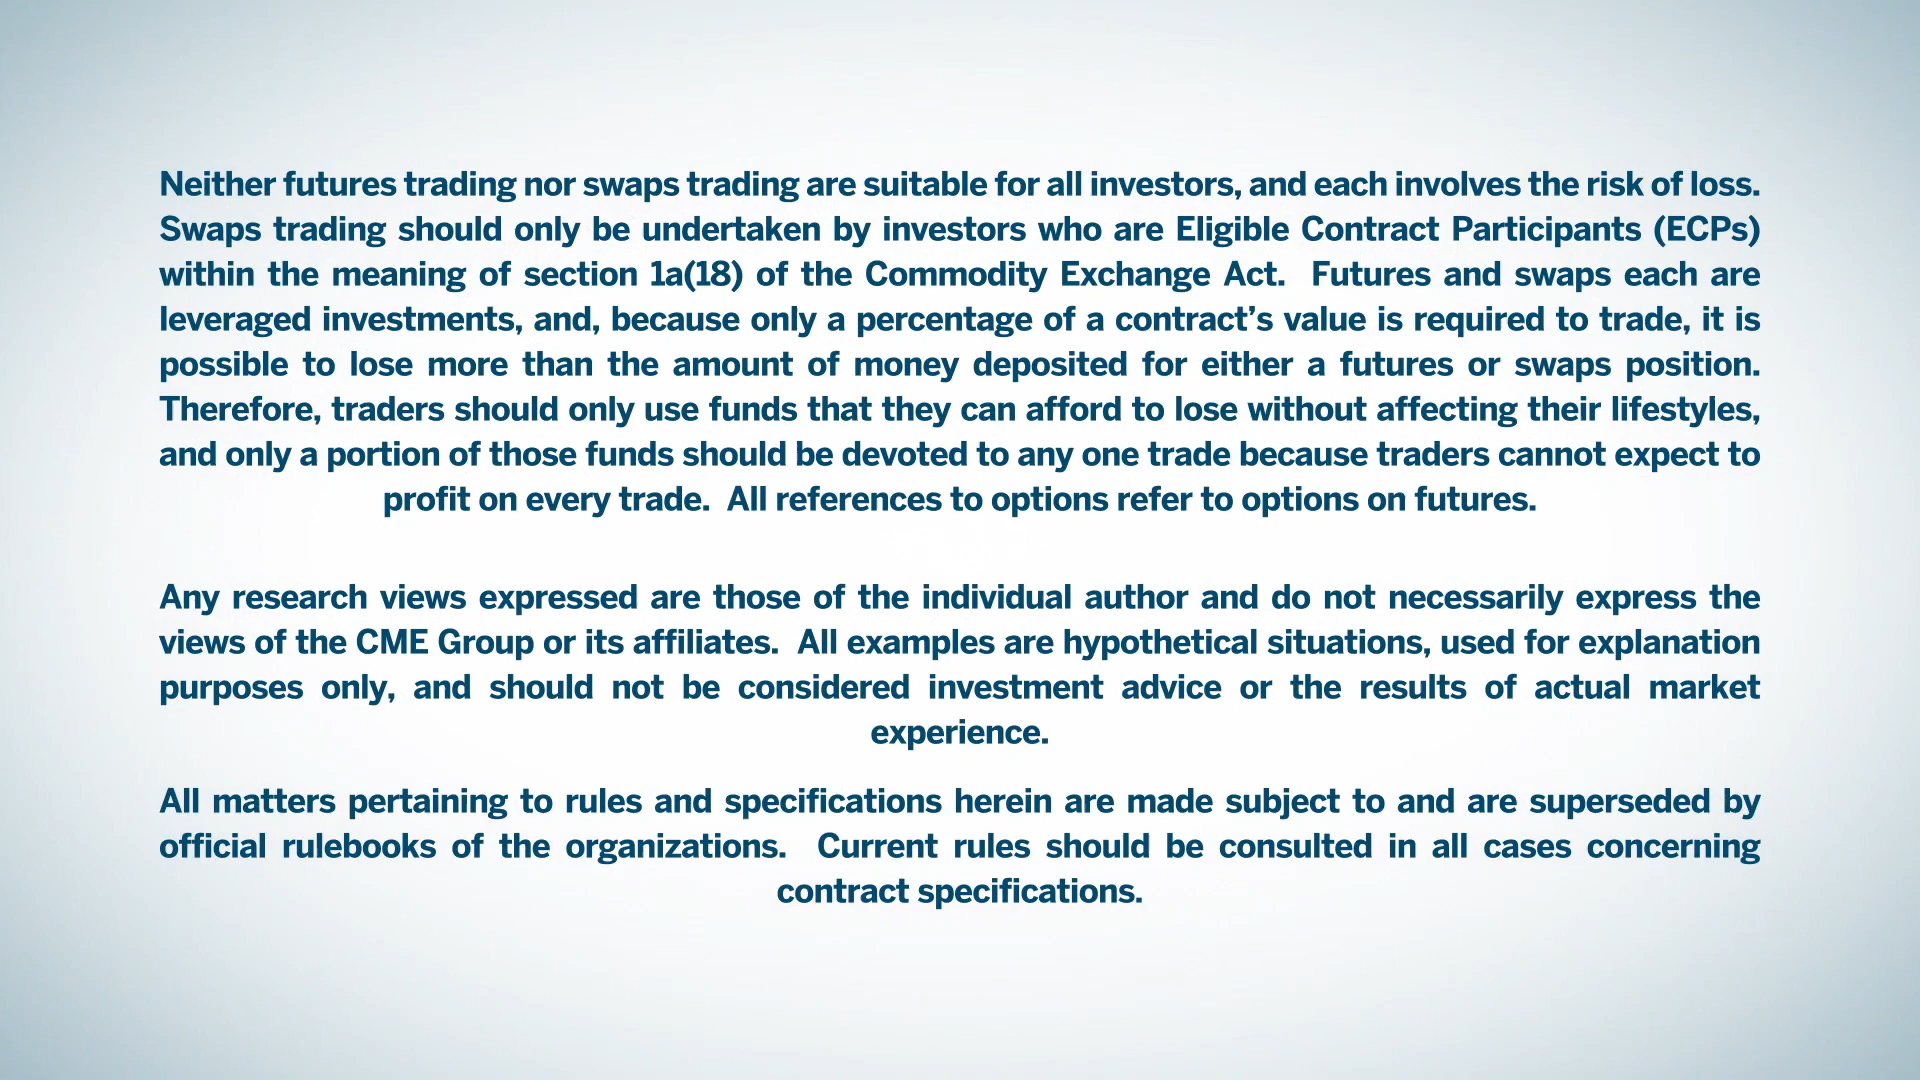 Neither futures trading nor swaps trading are suitable for all investors, and each involves the risk of loss.
Swaps trading should only be undertaken by investors who are Eligible Contract Participants (ECPs)
within the meaning of section 1a(18) of the Commodity Exchange Act.  Futures and swaps each are
leveraged investments, and, because only a percentage of a contract’s value is required to trade, it is
possible to lose more than the amount of money deposited for either a futures or swaps position.
Therefore, traders should only use funds that they can afford to lose without affecting their lifestyles,
and only a portion of those funds should be devoted to any one trade because traders cannot expect to
profit on every trade.  All references to options refer to options on futures.
Any research views expressed are those of the individual author and do not necessarily express the
views of the CME Group or its affiliates.  All examples are hypothetical situations, used for explanation
purposes only, and should not be considered investment advice or the results of actual market
experience.
All matters pertaining to rules and specifications herein are made subject to and are superseded by
official rulebooks of the organizations.  Current rules should be consulted in all cases concerning
contract specifications.